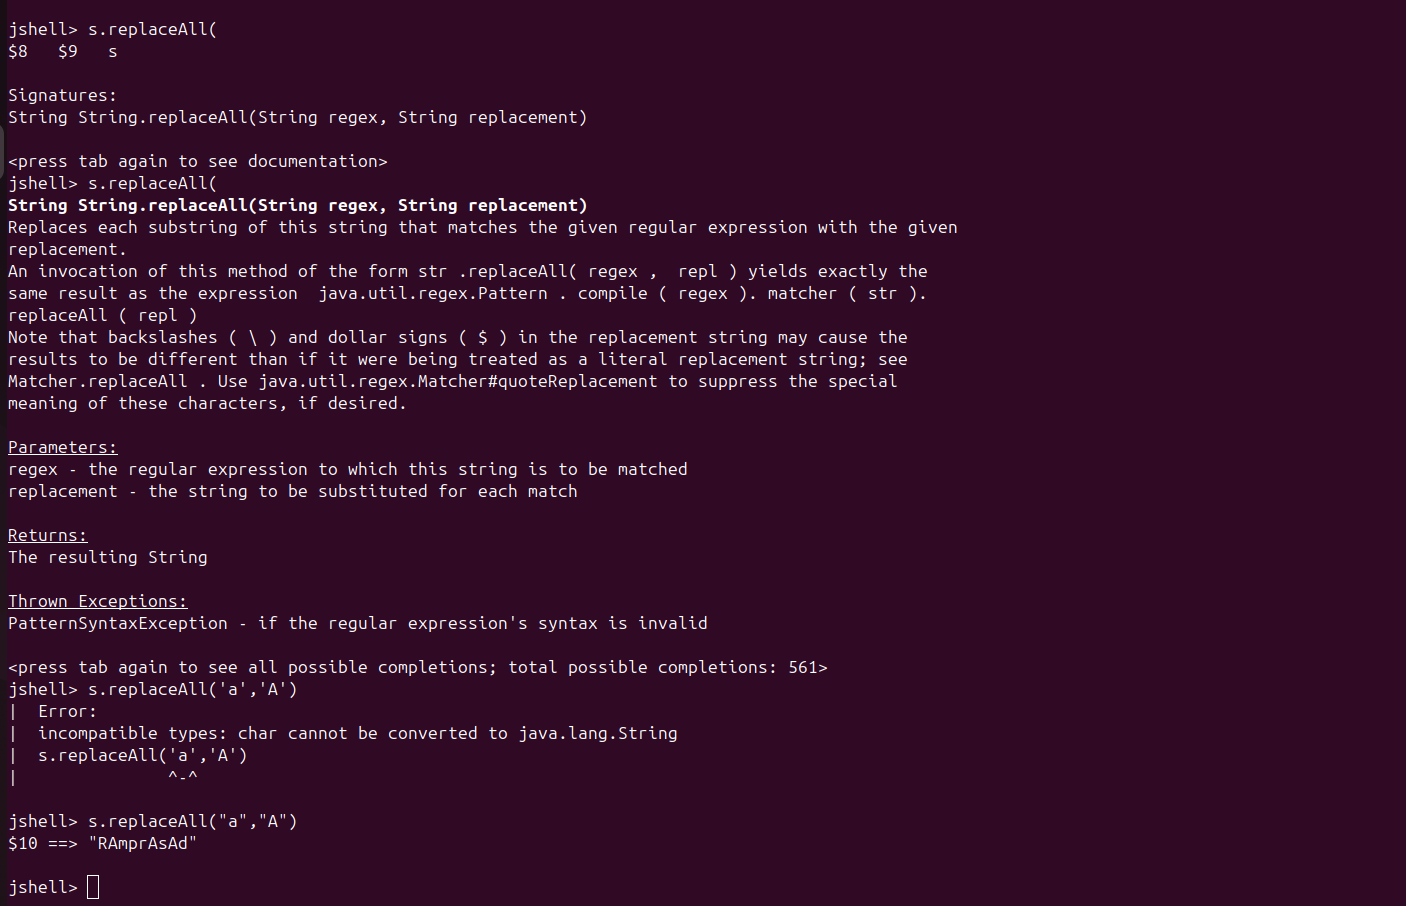 jshell> s.replaceAll(
$8   $9   s
Signatures:
String String.replaceAll(String regex, String replacement)
<press tab again to see documentation>
jshell> s.replaceAll(
String String.replaceAll(String regex, String replacement)
Replaces each substring of this string that matches the given regular expression with the given
replacement.
An invocation of this method of the form str .replaceAll( regex ,  repl ) yields exactly the
same result as the expression  java.util.regex.Pattern . compile ( regex ). matcher ( str ).
replaceAll ( repl )
Note that backslashes ( \ ) and dollar signs ( $ ) in the replacement string may cause the
results to be different than if it were being treated as a literal replacement string; see
Matcher.replaceAll . Use java.util.regex.Matcher#quoteReplacement to suppress the special
meaning of these characters, if desired.
Parameters:
regex - the regular expression to which this string is to be matched
replacement - the string to be substituted for each match
Returns:
The resulting String
Thrown Exceptions:
PatternSyntaxException - if the regular expression's syntax is invalid
<press tab again to see all possible completions; total possible completions: 561>
jshell> s.replaceAll('a','A')
|  Error:
|  incompatible types: char cannot be converted to java.lang.String
|  s.replaceAll('a','A')
|               ^-^
jshell> s.replaceAll("a","A")
$10 ==> "RAmprAsAd"
jshell>